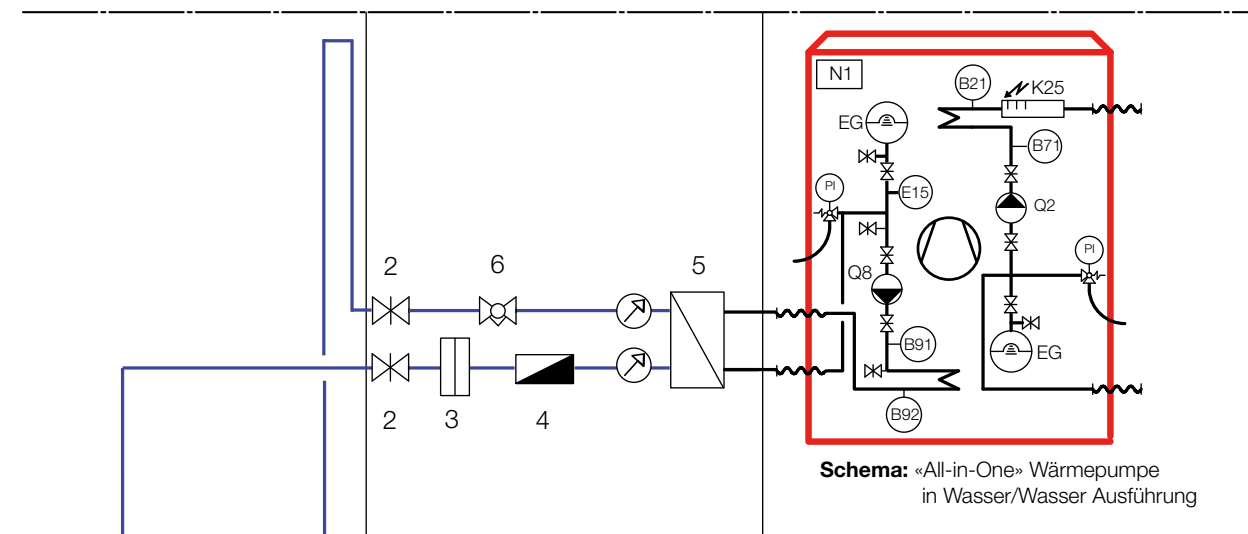 N1
B21
K25
EG
B71
PI
E15
Q2
PI
2
6
5
Q8
B91
EG
2
3
4
B92
Schema: «All-in-One» Wärmepumpe
in Wasser/Wasser Ausführung